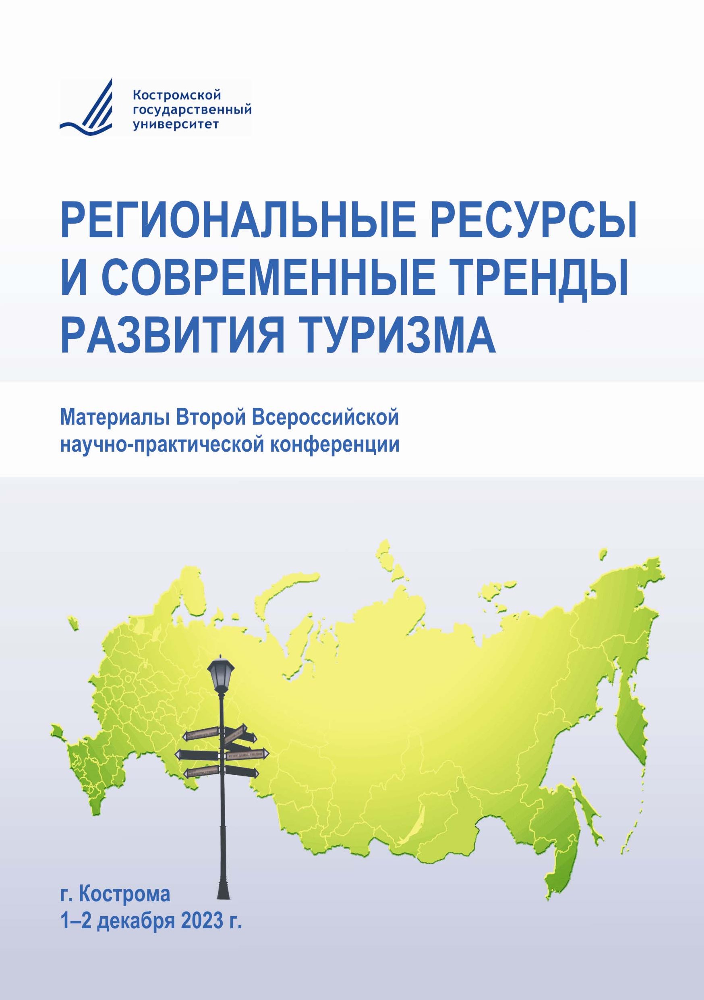 Костромской
государственный
университет
РЕГИОНАЛЬНЫЕ РЕСУРСЫ
И СОВРЕМЕННЫЕ ТРЕНДЫ
РАЗВИТИЯ ТУРИЗМА
Материалы Второй Всероссийской
научно-практической конференции
г. Кострома
1–2 декабря 2023 г.